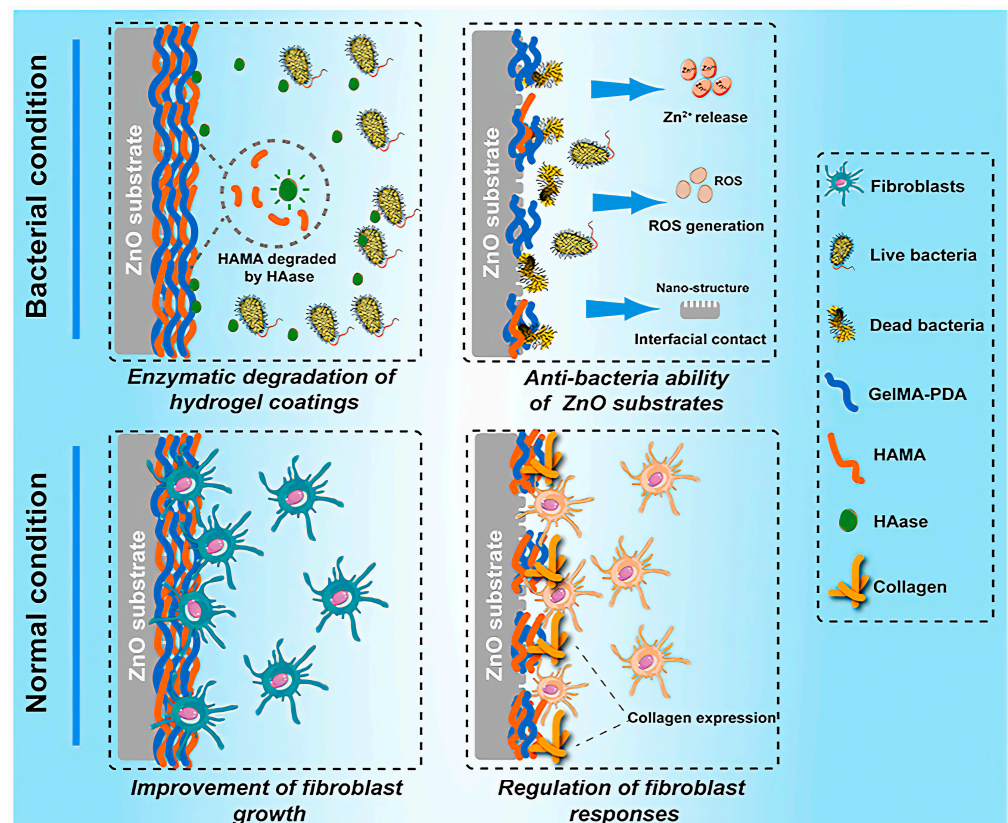 Bacterial condition
ZnO substrate
HAMA degraded
by HAase
Enzymatic degradation of
hydrogel coatings
ZnO substrate
Zn²⁺ release
ROS
ROS generation
Nano-structure
Interfacial contact
Anti-bacteria ability
of ZnO substrates
Normal condition
ZnO substrate
Improvement of fibroblast
growth
ZnO substrate
Collagen expression
Regulation of fibroblast
responses
Fibroblasts
Live bacteria
Dead bacteria
GelMA-PDA
HAMA
HAase
Collagen